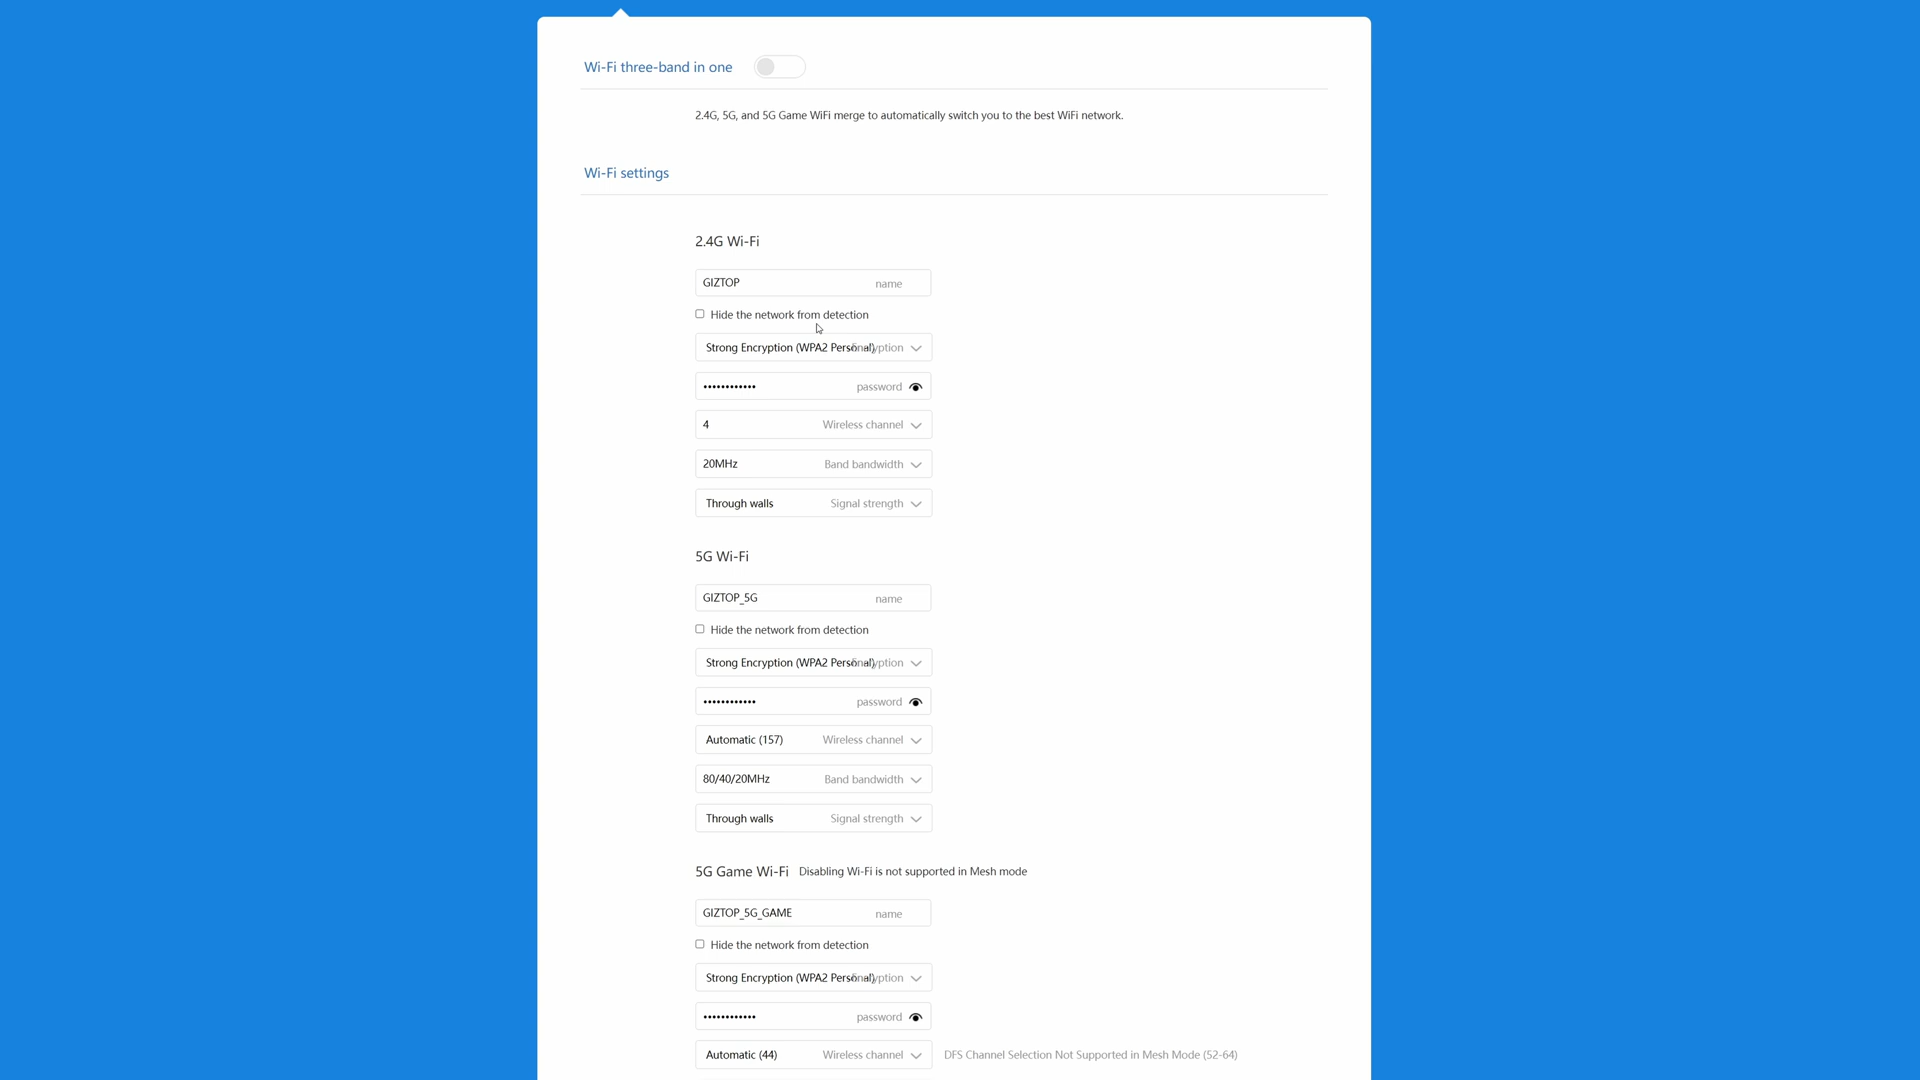 Wi-Fi three-band in one
2.4G, 5G, and 5G Game WiFi merge to automatically switch you to the best WiFi network.
Wi-Fi settings
2.4G Wi-Fi
GIZTOP name
Hide the network from detection
Strong Encryption (WPA2 Personal)
•••••••••••• password
4 Wireless channel
20MHz Band bandwidth
Through walls Signal strength
5G Wi-Fi
GIZTOP_5G name
Hide the network from detection
Strong Encryption (WPA2 Personal)
•••••••••••• password
Automatic (157) Wireless channel
80/40/20MHz Band bandwidth
Through walls Signal strength
5G Game Wi-Fi Disabling Wi-Fi is not supported in Mesh mode
GIZTOP_5G_GAME name
Hide the network from detection
Strong Encryption (WPA2 Personal)
•••••••••••• password
Automatic (44) Wireless channel DFS Channel Selection Not Supported in Mesh Mode (52-64)